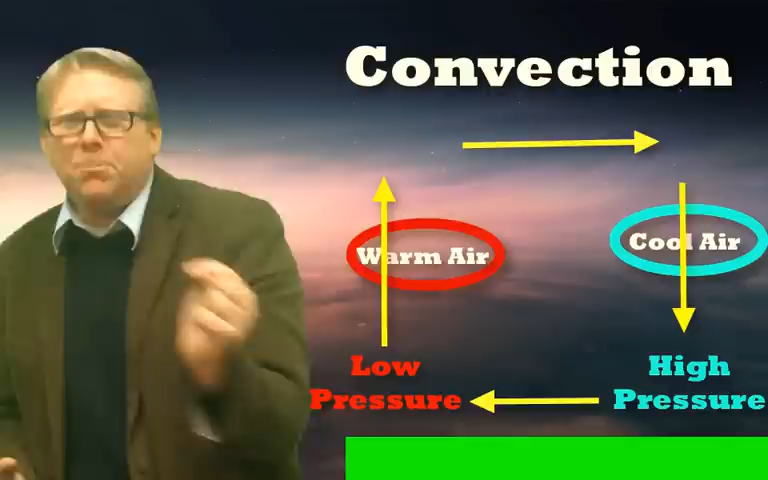 Convection
Warm Air
Cool Air
Low
Pressure
High
Pressure